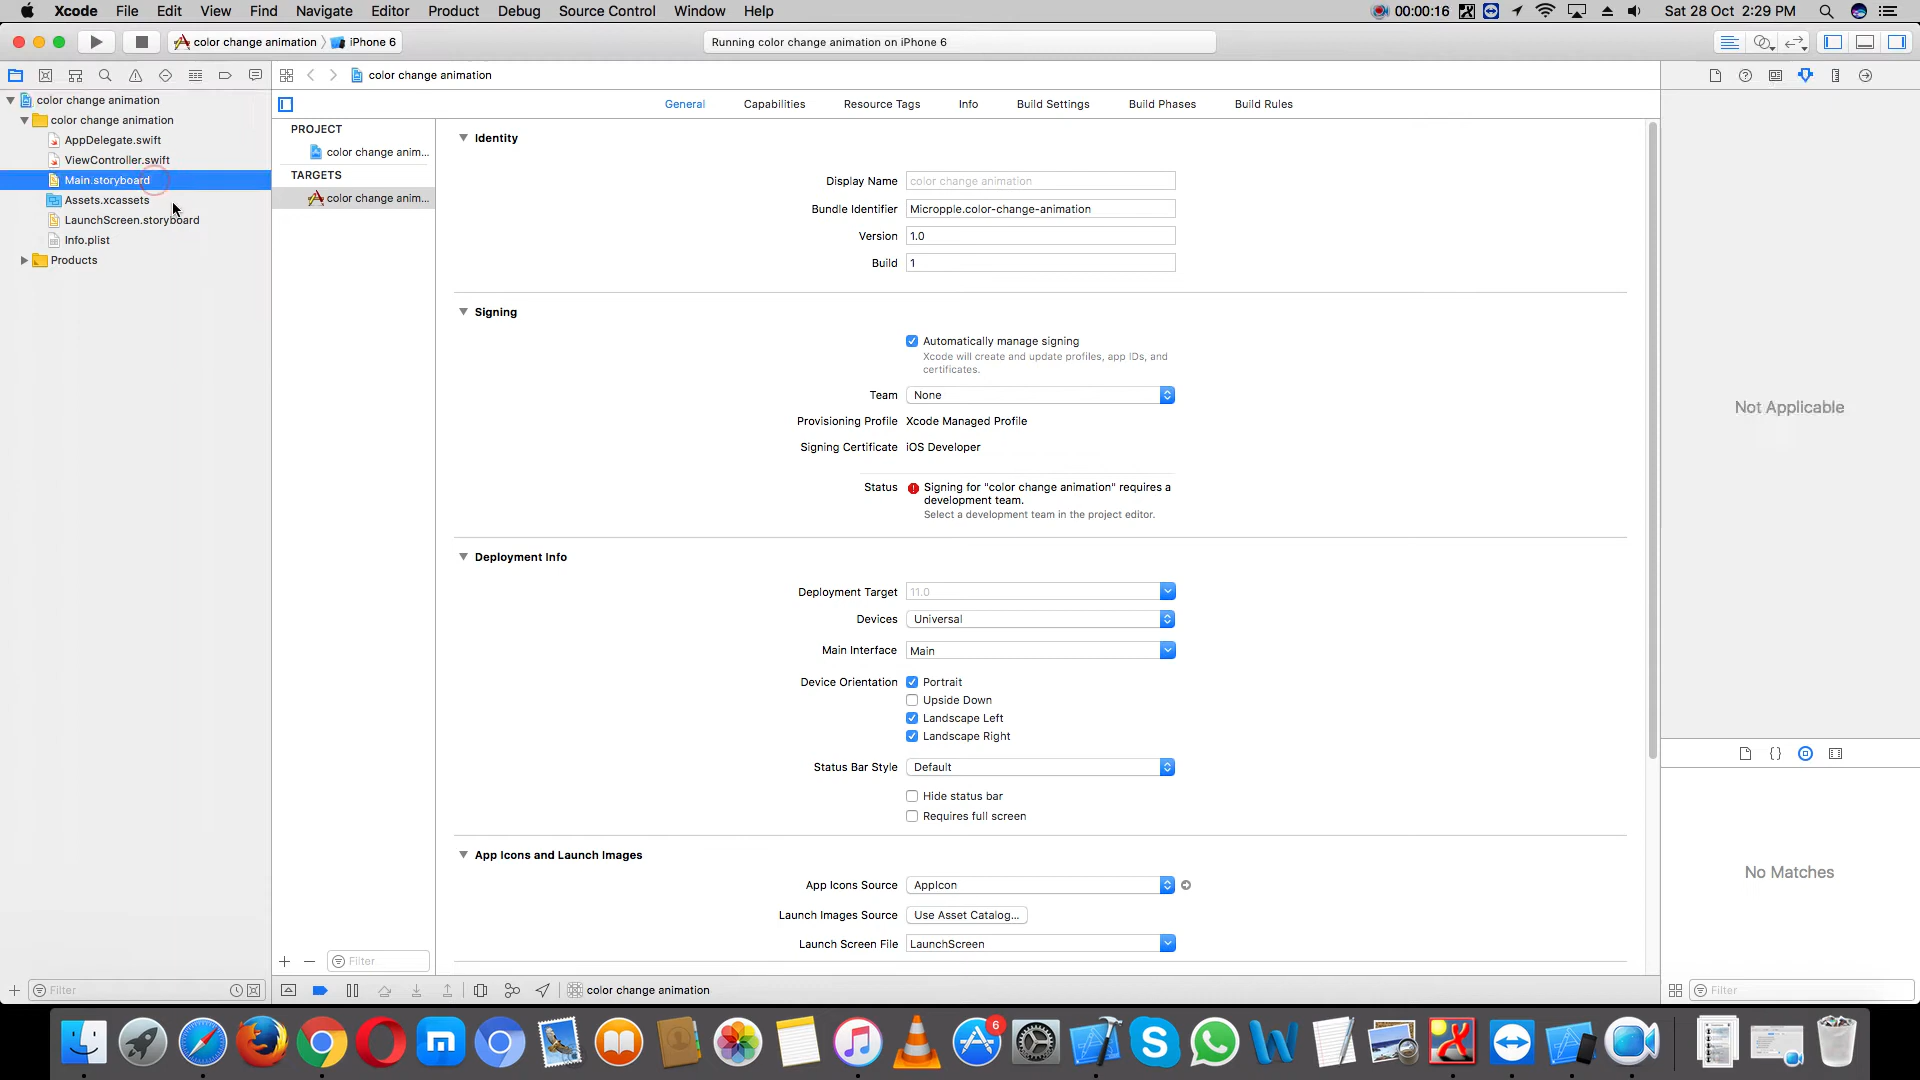 Xcode File Edit View Find Navigate Editor Product Debug Source Control Window Help 00:00:16 Sat 28 Oct 2:29 PM
color change animation iPhone 6 Running color change animation on iPhone 6
color change animation
color change animation
General Capabilities Resource Tags Info Build Settings Build Phases Build Rules
color change animation
AppDelegate.swift
ViewController.swift
Main.storyboard
Assets.xcassets
LaunchScreen.storyboard
Info.plist
Products
PROJECT
color change anim...
TARGETS
color change anim...
Identity
Display Name color change animation
Bundle Identifier Micropple.color-change-animation
Version 1.0
Build 1
Signing
Automatically manage signing
Xcode will create and update profiles, app IDs, and
certificates.
Team None
Provisioning Profile Xcode Managed Profile
Signing Certificate iOS Developer
Status Signing for "color change animation" requires a
development team.
Select a development team in the project editor.
Deployment Info
Deployment Target 11.0
Devices Universal
Main Interface Main
Device Orientation Portrait
Upside Down
Landscape Left
Landscape Right
Status Bar Style Default
Hide status bar
Requires full screen
App Icons and Launch Images
App Icons Source AppIcon
Launch Images Source Use Asset Catalog...
Launch Screen File LaunchScreen
Not Applicable
No Matches
Filter
Filter
color change animation
Filter
6